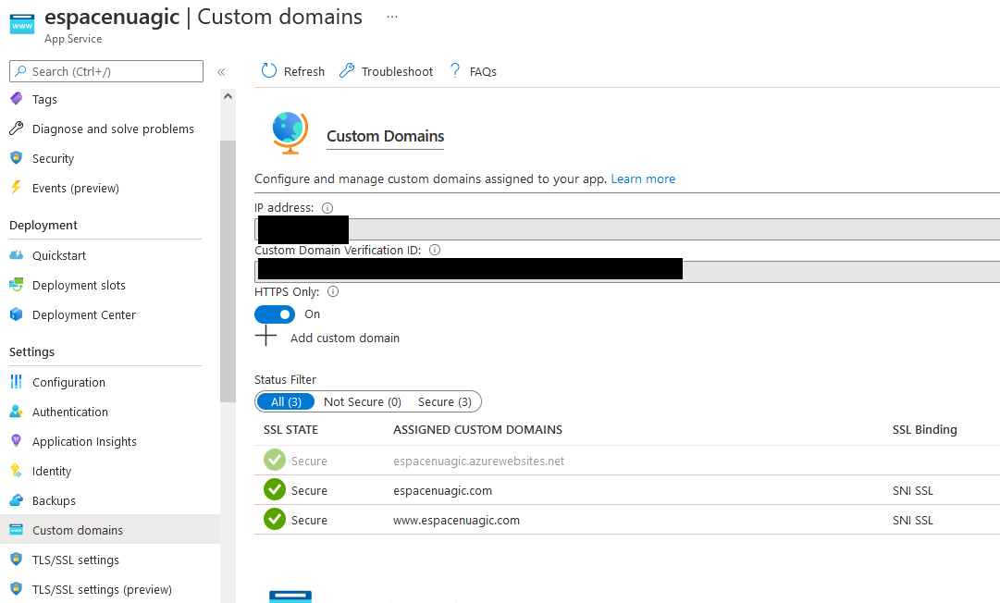 espacenuagic | Custom domains ...
App Service
Search (Ctrl+/)
«
Tags
Diagnose and solve problems
Security
Events (preview)
Deployment
Quickstart
Deployment slots
Deployment Center
Settings
Configuration
Authentication
Application Insights
Identity
Backups
Custom domains
TLS/SSL settings
TLS/SSL settings (preview)
Refresh Troubleshoot ? FAQs
Custom Domains
Configure and manage custom domains assigned to your app. Learn more
IP address:
Custom Domain Verification ID:
HTTPS Only:
On
Add custom domain
Status Filter
All (3) Not Secure (0) Secure (3)
SSL STATE ASSIGNED CUSTOM DOMAINS SSL Binding
Secure espacenuagic.azurewebsites.net
Secure espacenuagic.com SNI SSL
Secure www.espacenuagic.com SNI SSL